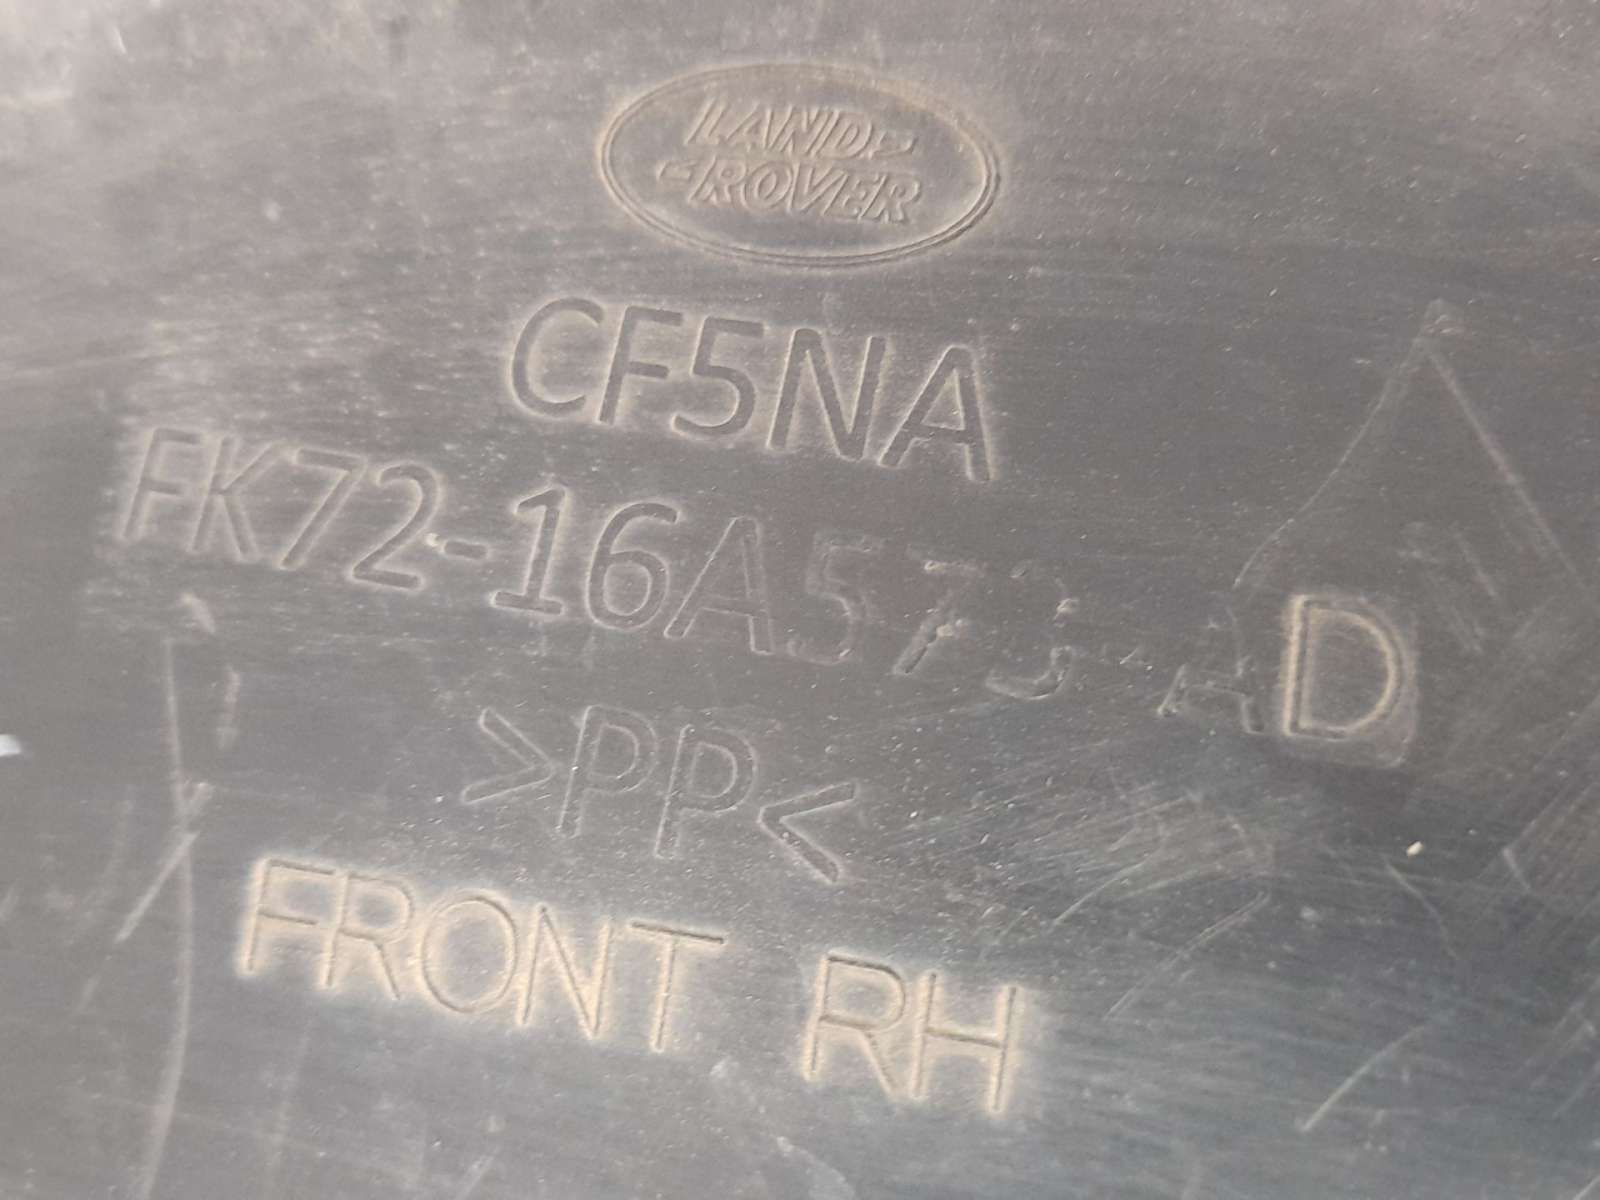 LAND
ROVER
CF5NA
FK72-16A573-AD
>PP<
FRONT RH